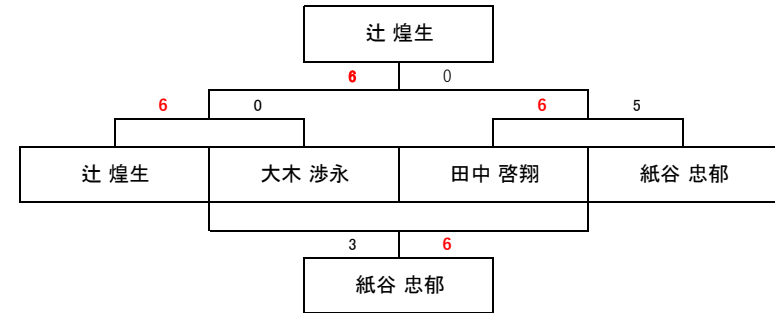 辻 煌生
6 0
6 0 6 5
辻 煌生 大木 渉永 田中 啓翔 紙谷 忠郁
3 6
紙谷 忠郁